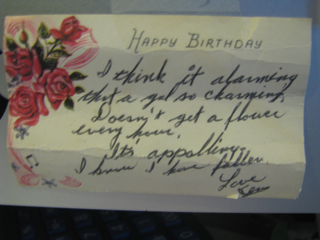 HAPPY BIRTHDAY
I think it alarming
that a gal so charming,
Doesn't get a flower
every hour.
It's appalling.
I know I have fallen.
Love